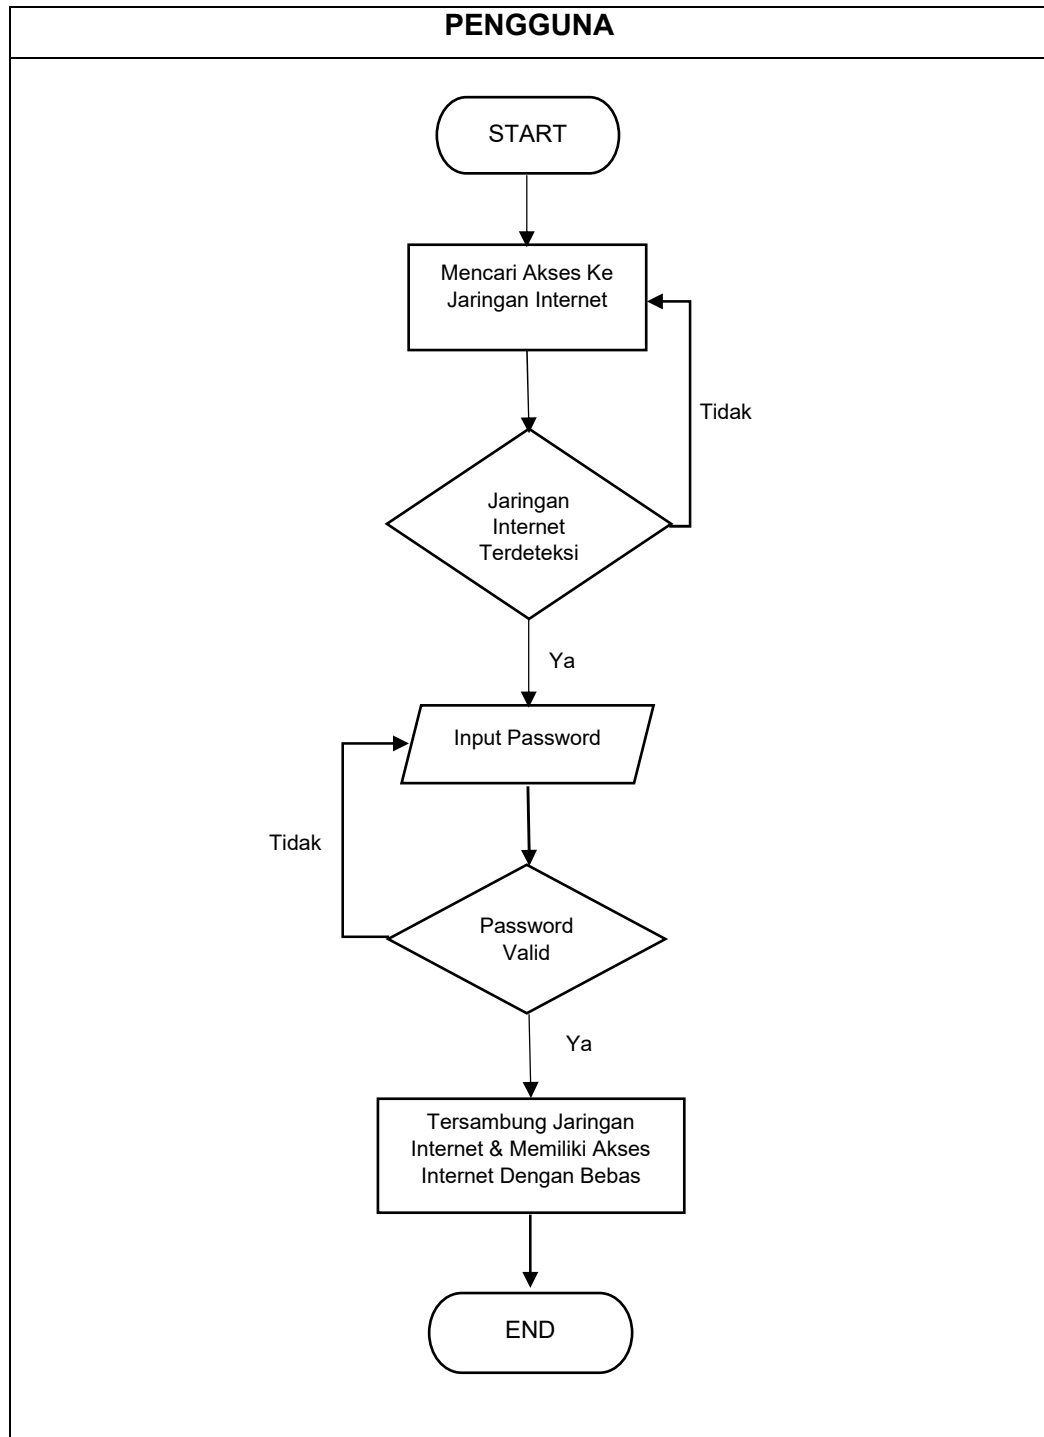 PENGGUNA
START
Mencari Akses Ke
Jaringan Internet
Tidak
Jaringan
Internet
Terdeteksi
Ya
Input Password
Tidak
Password
Valid
Ya
Tersambung Jaringan
Internet & Memiliki Akses
Internet Dengan Bebas
END